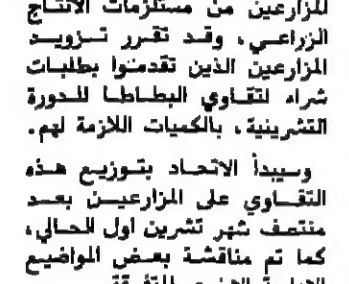 للمزارعين من مستلزمات الانتاج
الزراعي، وقد تقرر تزويد
المزارعين الذين تقدموا بطلبات
شراء لتقاوي البطاطا للدورة
التشرينية، بالكميات اللازمة لهم.
وسيبدأ الاتحاد بتوزيع هذه
التقاوي على المزارعين بعد
منتصف شهر تشرين اول الحالي،
كما تم مناقشة بعض المواضيع